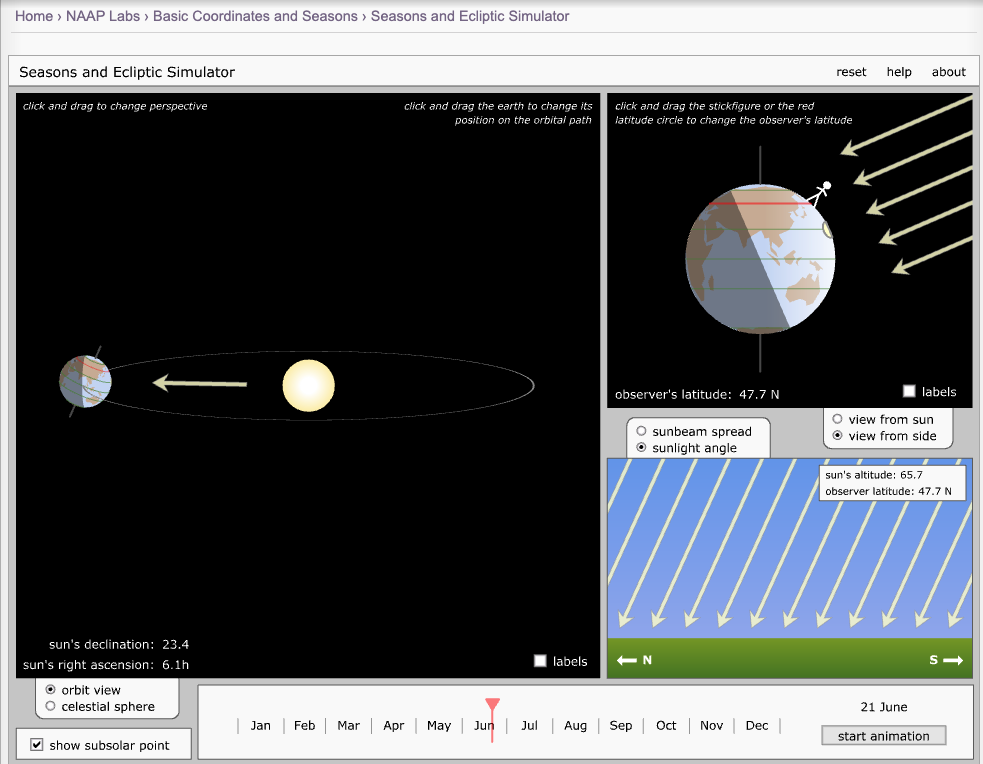 Home › NAAP Labs › Basic Coordinates and Seasons › Seasons and Ecliptic Simulator
Seasons and Ecliptic Simulator
reset help about
click and drag to change perspective
click and drag the earth to change its
position on the orbital path
sun's declination: 23.4
sun's right ascension: 6.1h
labels
click and drag the stickfigure or the red
latitude circle to change the observer's latitude
observer's latitude: 47.7 N
labels
view from sun
view from side
sunbeam spread
sunlight angle
sun's altitude: 65.7
observer latitude: 47.7 N
N
S
orbit view
celestial sphere
show subsolar point
Jan Feb Mar Apr May Jun Jul Aug Sep Oct Nov Dec
21 June
start animation